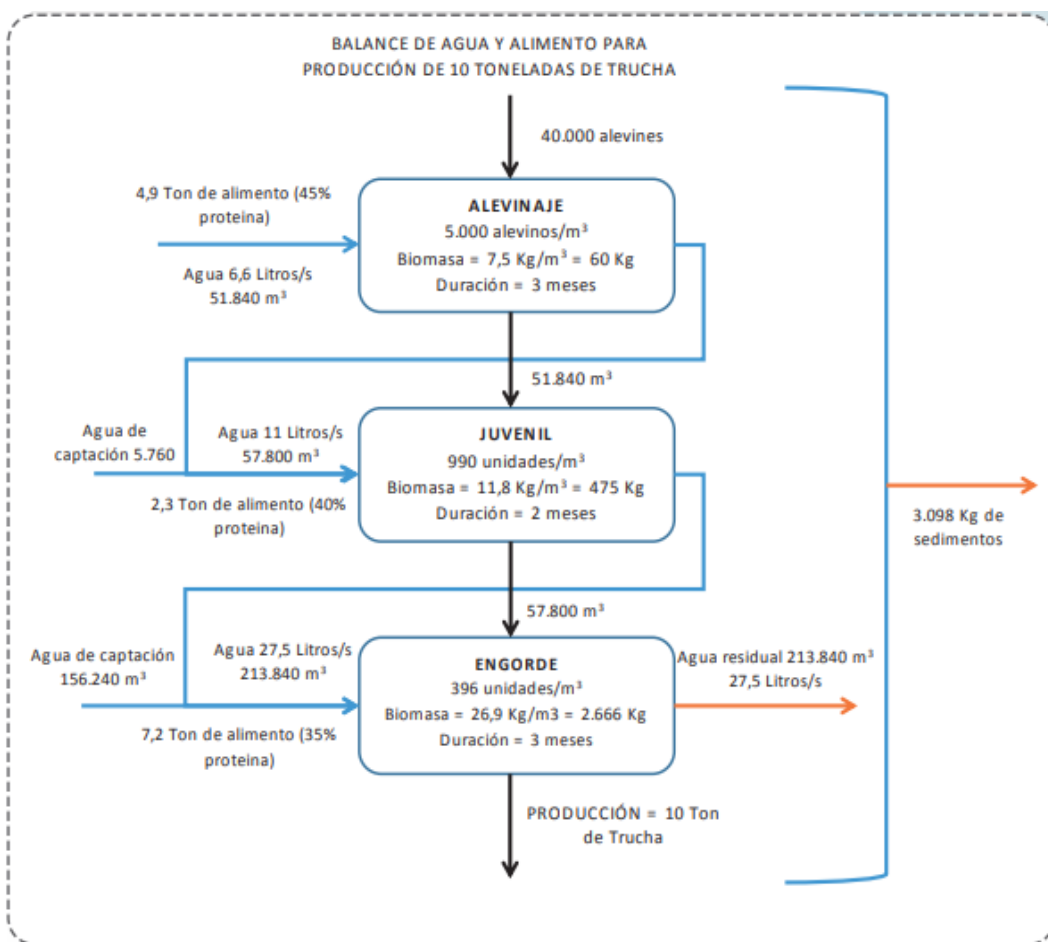 BALANCE DE AGUA Y ALIMENTO PARA
PRODUCCIÓN DE 10 TONELADAS DE TRUCHA
40.000 alevines
4,9 Ton de alimento (45%
proteina)
Agua 6,6 Litros/s
51.840 m³
ALEVINAJE
5.000 alevinos/m³
Biomasa = 7,5 Kg/m³ = 60 Kg
Duración = 3 meses
51.840 m³
Agua de
captación 5.760
Agua 11 Litros/s
57.800 m³
2,3 Ton de alimento (40%
proteina)
JUVENIL
990 unidades/m³
Biomasa = 11,8 Kg/m³ = 475 Kg
Duración = 2 meses
3.098 Kg de
sedimentos
57.800 m³
Agua de captación
156.240 m³
Agua 27,5 Litros/s
213.840 m³
7,2 Ton de alimento (35%
proteina)
ENGORDE
396 unidades/m³
Biomasa = 26,9 Kg/m3 = 2.666 Kg
Duración = 3 meses
Agua residual 213.840 m³
27,5 Litros/s
PRODUCCIÓN = 10 Ton
de Trucha